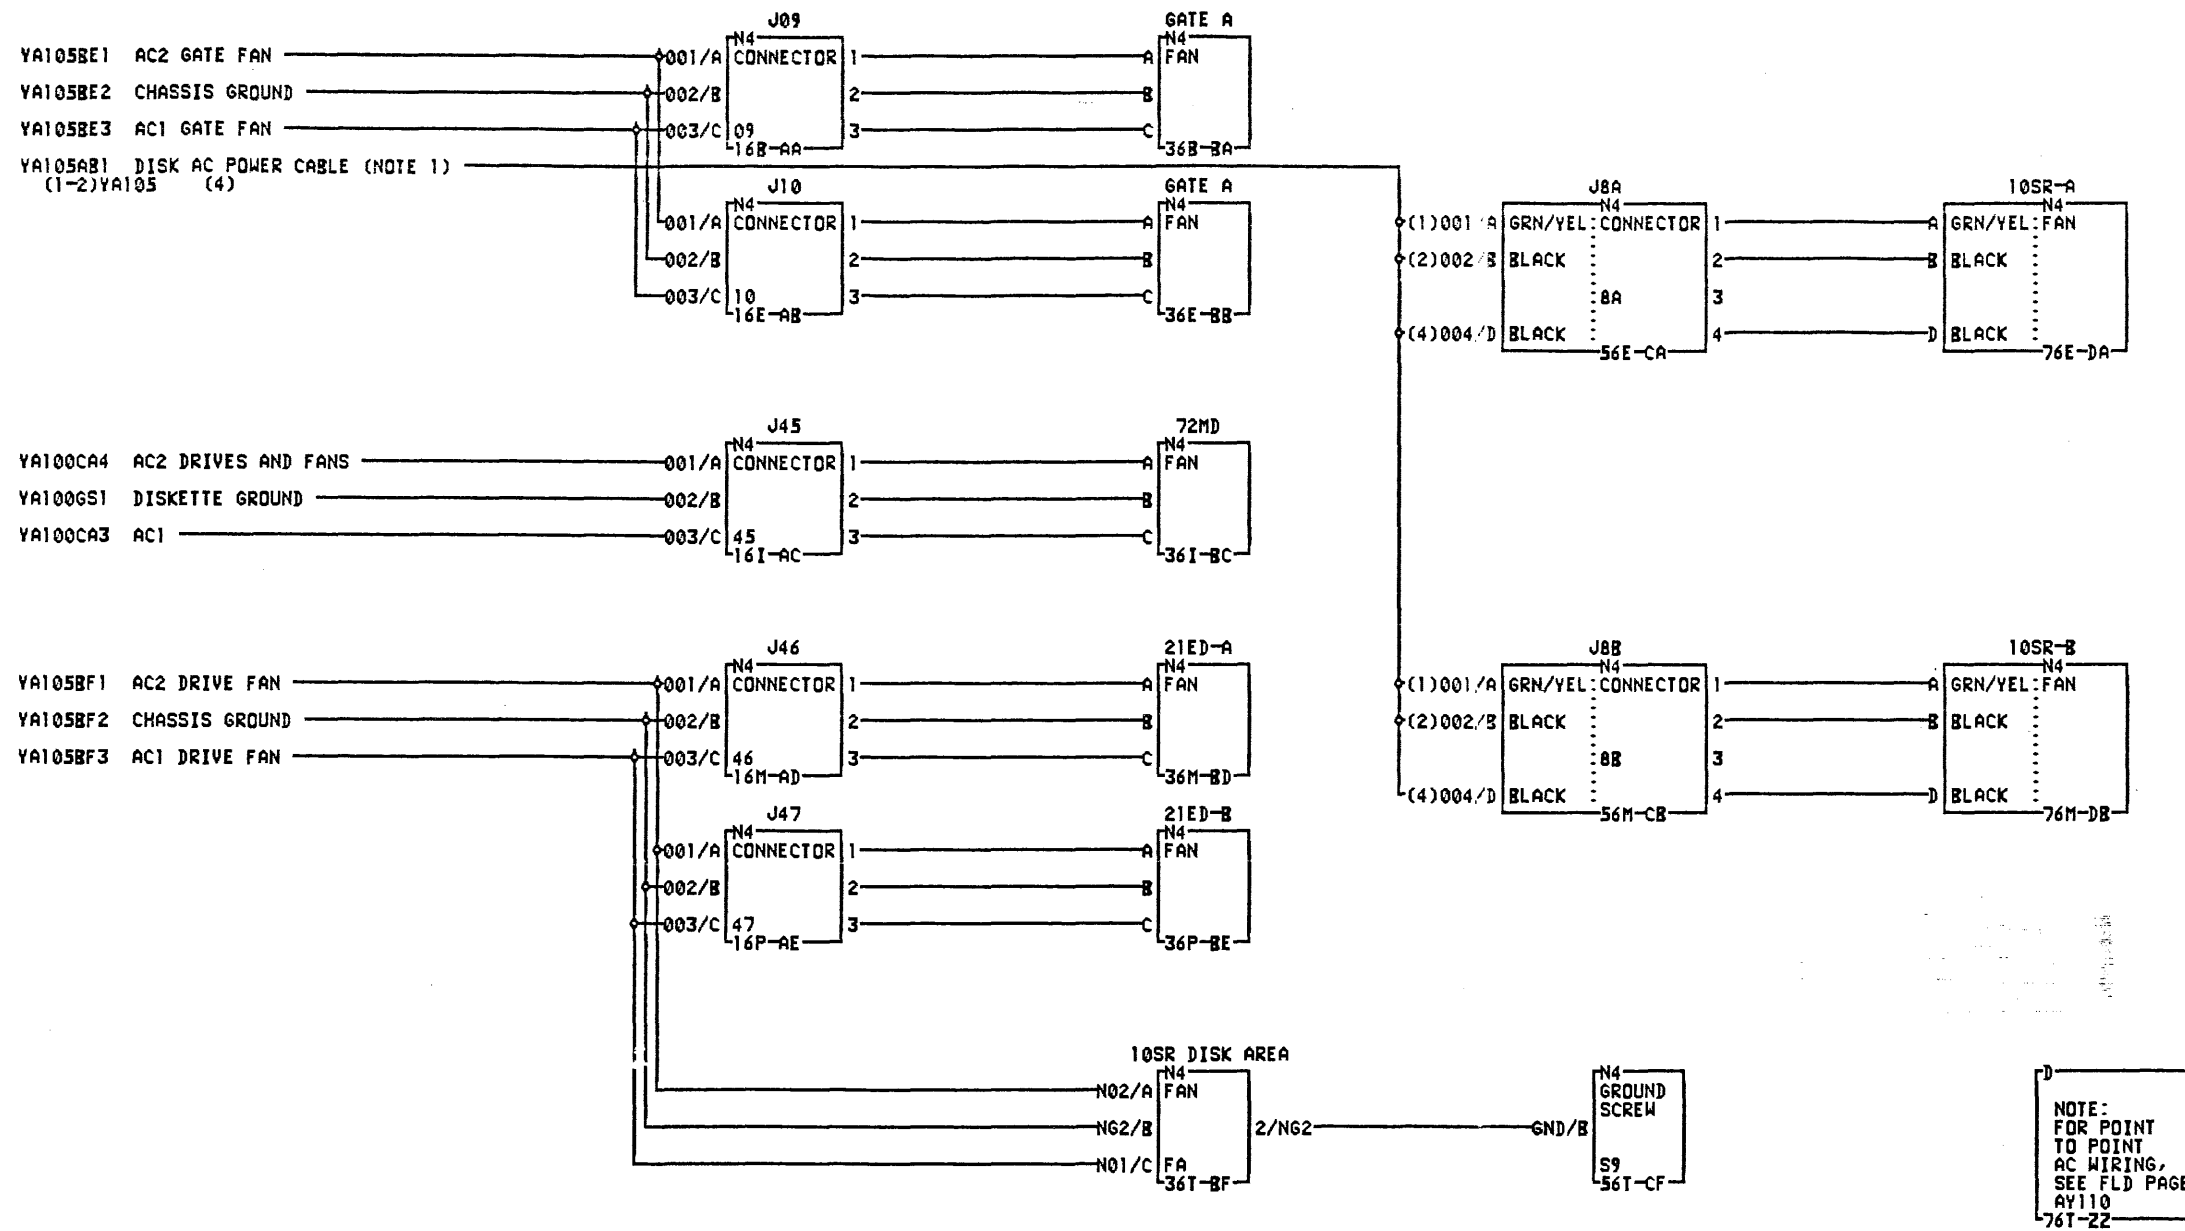 J09 GATE A
N4 N4
YA105BE1 AC2 GATE FAN 001/A CONNECTOR 1 A FAN
YA105BE2 CHASSIS GROUND 002/B 2 B
YA105BE3 AC1 GATE FAN 003/C 09 3 C
16B-AA 36B-BA
YA105AB1 DISK AC POWER CABLE (NOTE 1)
(1-2)YA105 (4)
J10 GATE A J8A 10SR-A
N4 N4 N4 N4
001/A CONNECTOR 1 A FAN (1)001/A GRN/YEL:CONNECTOR 1 A GRN/YEL:FAN
002/B 2 B (2)002/B BLACK 2 B BLACK
003/C 10 3 C 8A 3
16E-AB 36E-BB
(4)004/D BLACK 4 D BLACK
56E-CA 76E-DA
J45 72MD
N4 N4
YA100CA4 AC2 DRIVES AND FANS 001/A CONNECTOR 1 A FAN
YA100GS1 DISKETTE GROUND 002/B 2 B
YA100CA3 AC1 003/C 45 3 C
16I-AC 36I-BC
J46 21ED-A J8B 10SR-B
N4 N4 N4 N4
YA105BF1 AC2 DRIVE FAN 001/A CONNECTOR 1 A FAN (1)001/A GRN/YEL:CONNECTOR 1 A GRN/YEL:FAN
YA105BF2 CHASSIS GROUND 002/B 2 B (2)002/B BLACK 2 B BLACK
YA105BF3 AC1 DRIVE FAN 003/C 46 3 C 8B 3
16M-AD 36M-BD
(4)004/D BLACK 4 D BLACK
56M-CB 76M-DB
J47 21ED-B
N4 N4
001/A CONNECTOR 1 A FAN
002/B 2 B
003/C 47 3 C
16P-AE 36P-BE
10SR DISK AREA
N4 N4 D
N02/A FAN GROUND
SCREW
NG2/B 2/NG2 GND/B
N01/C FA S9
36T-BF 56T-CF
NOTE:
FOR POINT
TO POINT
AC WIRING,
SEE FLD PAGE
AY110
76T-ZZ